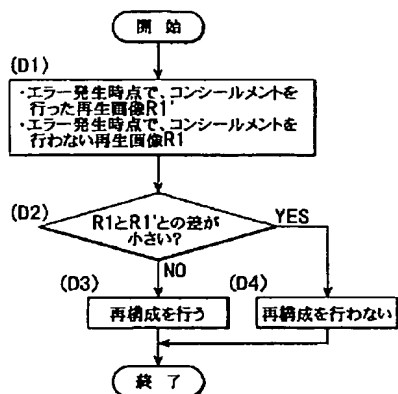 開 始
(D1)
・エラー発生時点で、コンシールメントを
行った再生画像R1'
・エラー発生時点で、コンシールメントを
行わない再生画像R1
(D2)
R1とR1'との差が
小さい?
YES
NO
(D3)
再構成を行う
(D4)
再構成を行わない
終 了